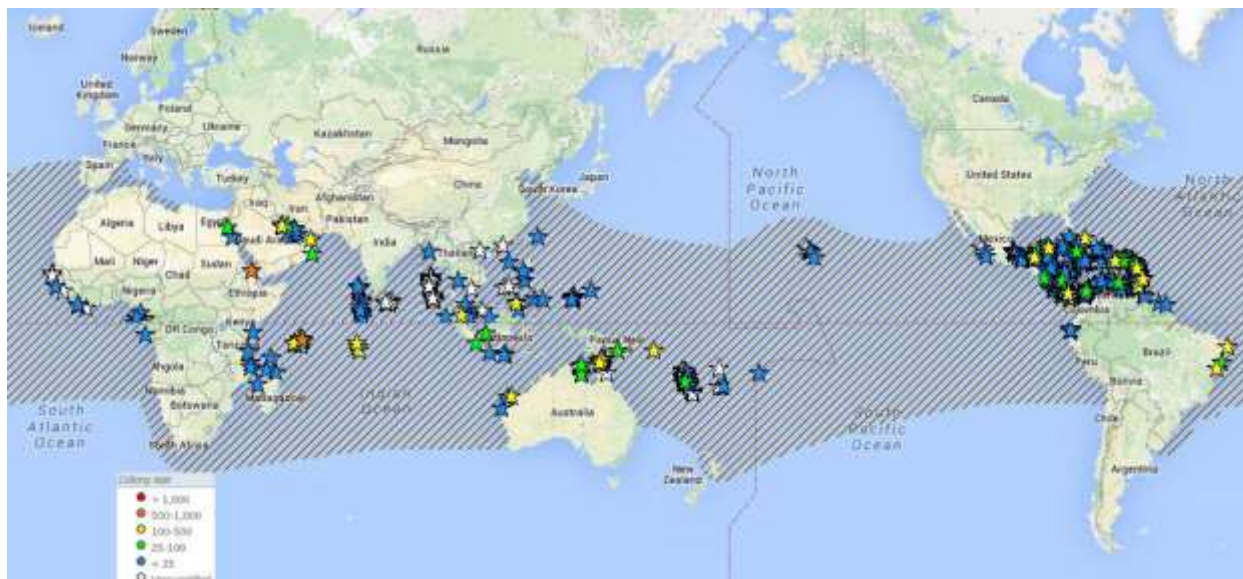 Iceland
Sweden
Norway
Russia
United
Kingdom
Poland
Germany
Ukraine
France
Kazakhstan
Mongolia
Italy
Spain
Turkey
China
South Korea
Japan
Iraq
Iran
Afghanistan
Pakistan
Algeria
Libya
Egypt
Saudi Arabia
India
Thailand
Mali
Niger
Chad
Sudan
Nigeria
Ethiopia
DR Congo
Kenya
Tanzania
Angola
Namibia
Botswana
Madagascar
South Africa
Indonesia
Papua New
Indian
Ocean
Australia
New
Zealand
South
Atlantic
Ocean
North
Pacific
Ocean
South
Pacific
Ocean
Canada
United States
North
Atlantic
Ocean
Mexico
Colombia
Peru
Brazil
Bolivia
Chile
Argentina
Colony size
> 1,000
500-1,000
100-500
25-100
< 25